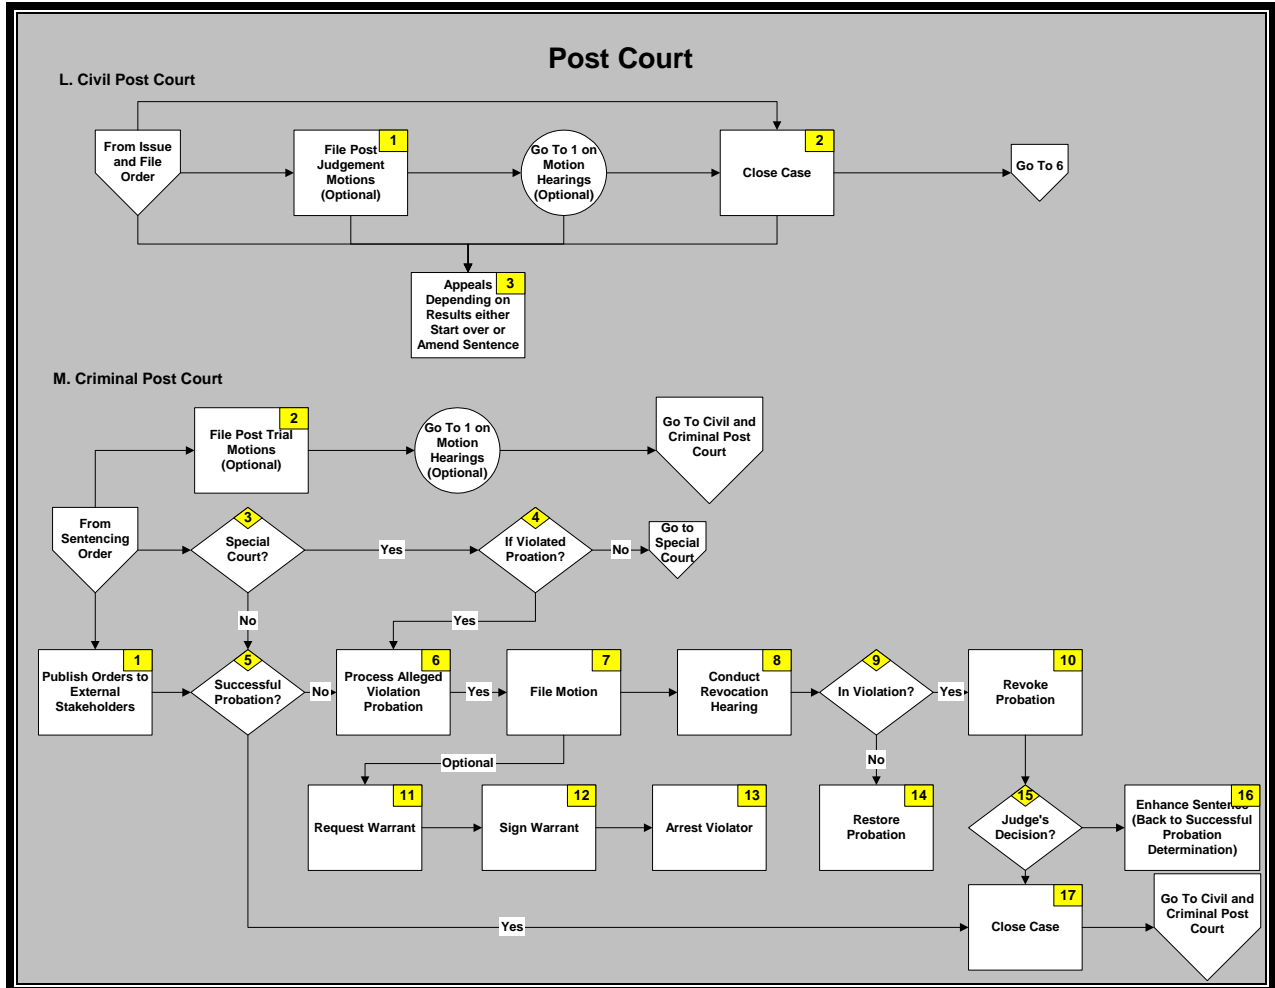 Post Court
L. Civil Post Court
From Issue
and File
Order
1
File Post
Judgement
Motions
(Optional)
Go To 1 on
Motion
Hearings
(Optional)
2
Close Case
Go To 6
3
Appeals
Depending on
Results either
Start over or
Amend Sentence
M. Criminal Post Court
2
File Post Trial
Motions
(Optional)
Go To 1 on
Motion
Hearings
(Optional)
Go To Civil and
Criminal Post
Court
From
Sentencing
Order
3
Special
Court?
Yes
4
If Violated
Proation?
No
Go to
Special
Court
No
Yes
1
Publish Orders to
External
Stakeholders
5
Successful
Probation?
No
6
Process Alleged
Violation
Probation
Yes
7
File Motion
8
Conduct
Revocation
Hearing
9
In Violation?
Yes
10
Revoke
Probation
Optional
No
11
Request Warrant
12
Sign Warrant
13
Arrest Violator
14
Restore
Probation
15
Judge's
Decision?
16
Enhance Sentence
(Back to Successful
Probation
Determination)
Yes
17
Close Case
Go To Civil and
Criminal Post
Court